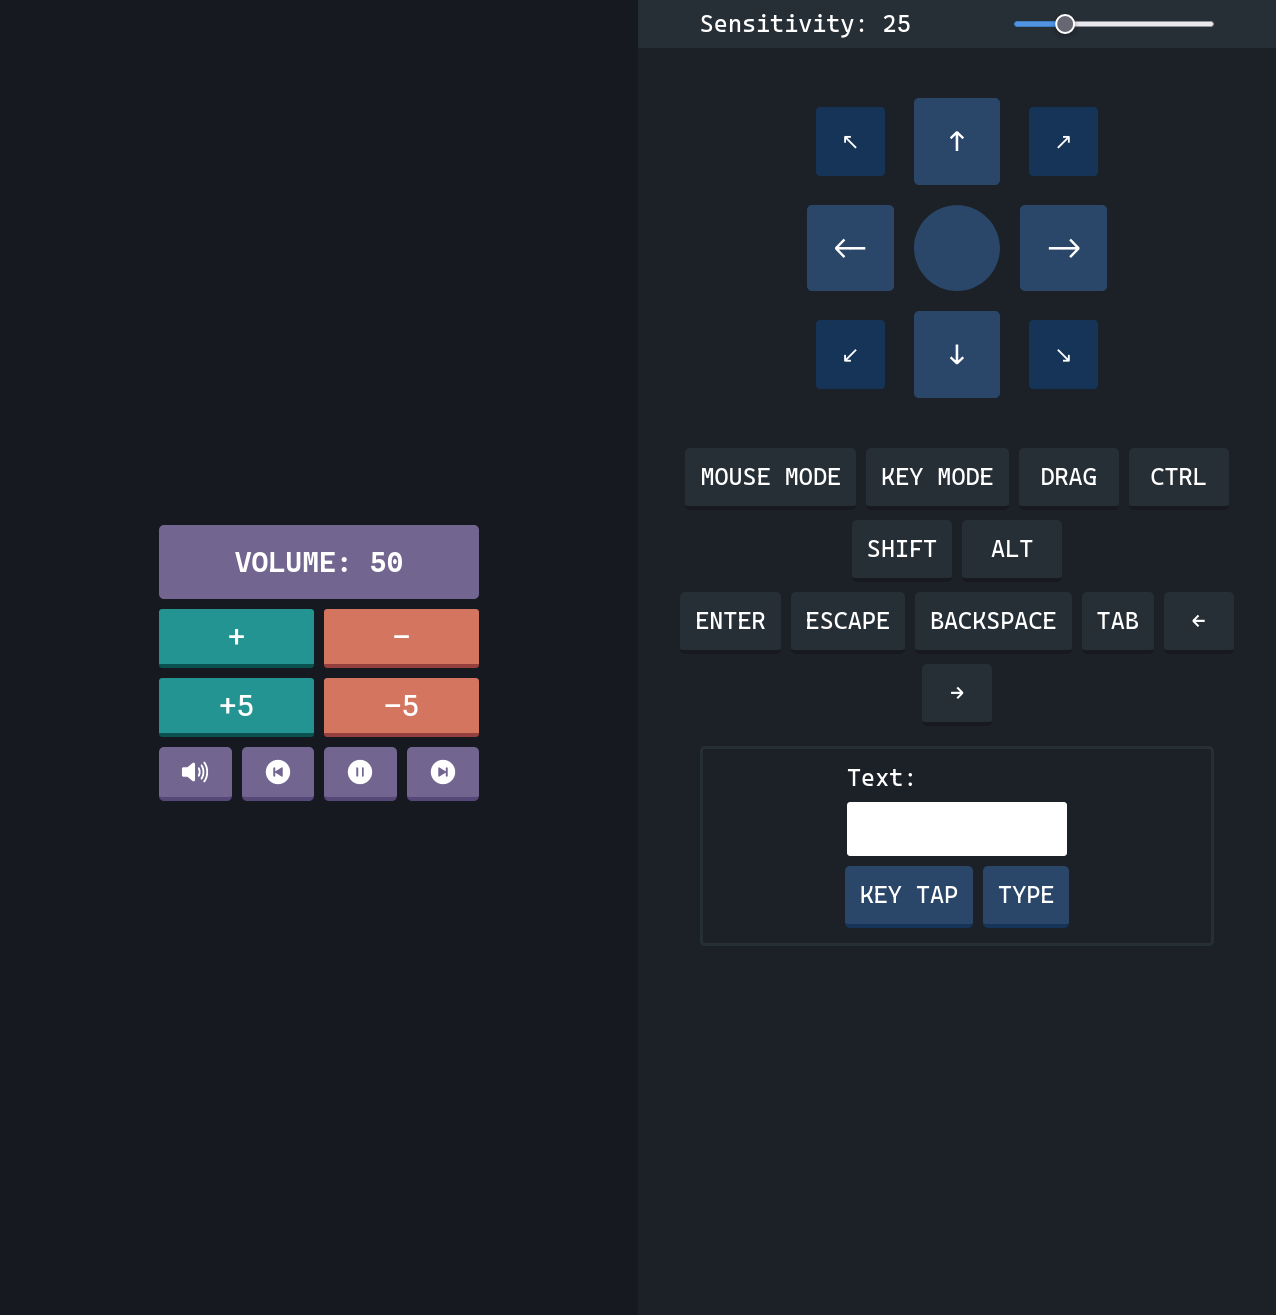 Sensitivity: 25
↖ ↑ ↗
← →
↙ ↓ ↘
MOUSE MODE KEY MODE DRAG CTRL
SHIFT ALT
ENTER ESCAPE BACKSPACE TAB ←
→
Text:
KEY TAP TYPE
VOLUME: 50
+ −
+5 −5